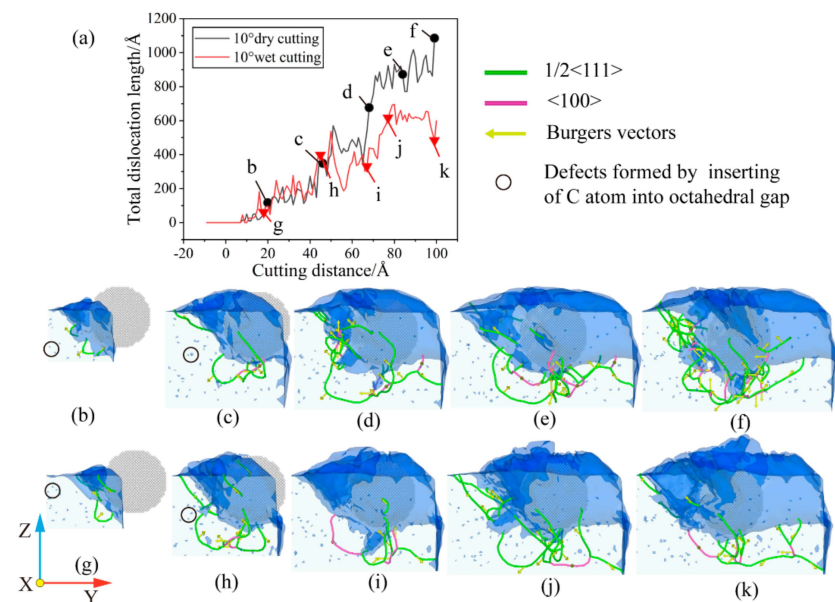 (a)
1200
1000
800
600
400
200
0
Total dislocation length/Å
10°dry cutting
10°wet cutting
b
c
d
e
f
g
h
i
j
k
-20
0
20
40
60
80
100
Cutting distance/Å
1/2<111>
<100>
Burgers vectors
Defects formed by inserting
of C atom into octahedral gap
(b)
(c)
(d)
(e)
(f)
Z
X
Y
(g)
(h)
(i)
(j)
(k)